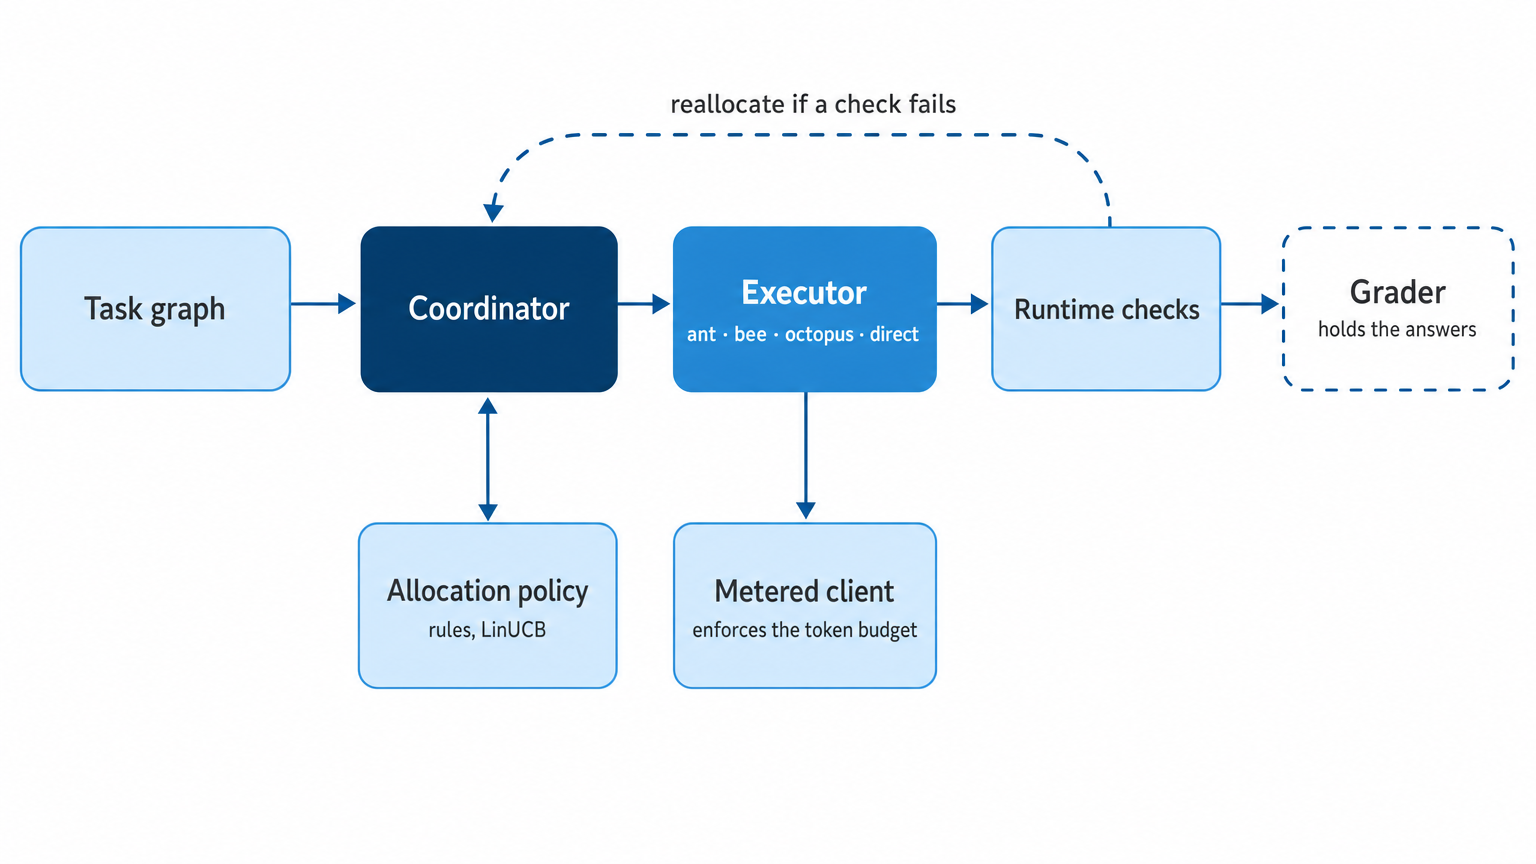 reallocate if a check fails
Task graph
Coordinator
Executor
ant · bee · octopus · direct
Runtime checks
Grader
holds the answers
Allocation policy
rules, LinUCB
Metered client
enforces the token budget